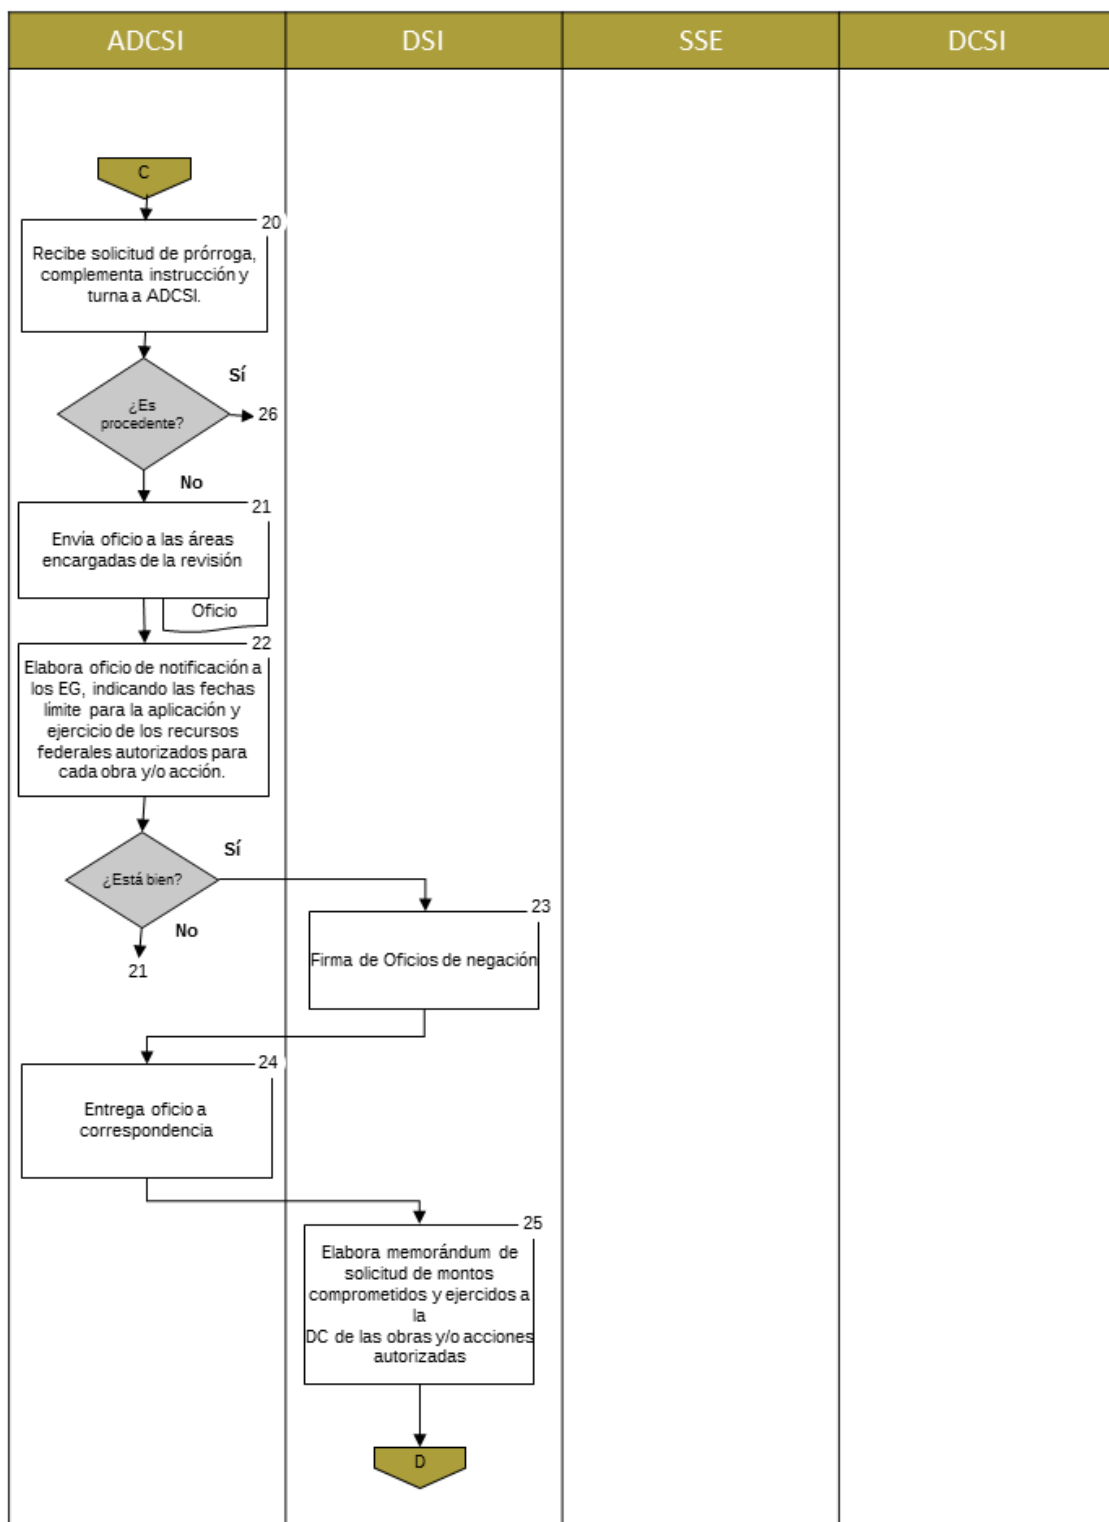 ADCSI
DSI
SSE
DCSI
C
20
Recibe solicitud de prórroga,
complementa instrucción y
turna a ADCSI.
Sí
¿Es
procedente?
26
No
21
Envía oficio a las áreas
encargadas de la revisión
Oficio
22
Elabora oficio de notificación a
los EG, indicando las fechas
límite para la aplicación y
ejercicio de los recursos
federales autorizados para
cada obra y/o acción.
Sí
¿Está bien?
No
21
23
Firma de Oficios de negación
24
Entrega oficio a
correspondencia
25
Elabora memorándum de
solicitud de montos
comprometidos y ejercidos a
la
DC de las obras y/o acciones
autorizadas
D